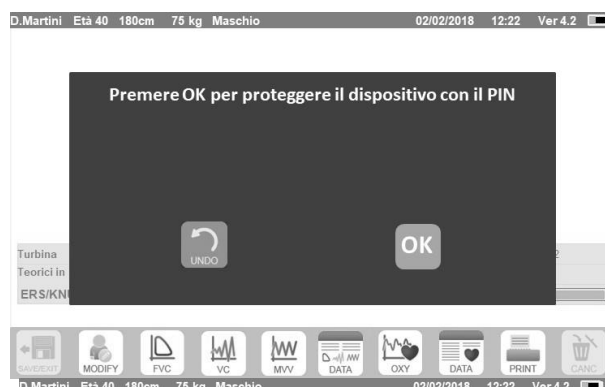 D.Martini Età 40 180cm 75 kg Maschio 02/02/2018 12:22 Ver 4.2
Premere OK per proteggere il dispositivo con il PIN
UNDO
OK
Turbina
Teorici in
ERS/KNU
SAVE/EXIT MODIFY FVC VC MVV DATA OXY DATA PRINT CANC
D.Martini Età 40 180cm 75 kg Maschio 02/02/2018 12:22 Ver 4.2